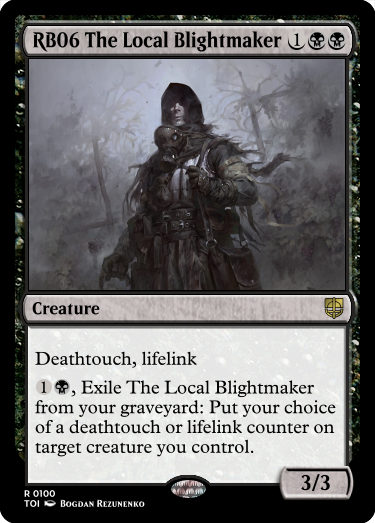 RB06 The Local Blightmaker 1
Creature
Deathtouch, lifelink
1 , Exile The Local Blightmaker
from your graveyard: Put your choice
of a deathtouch or lifelink counter on
target creature you control.
3/3
R 0100
TOI Bogdan Rezunenko